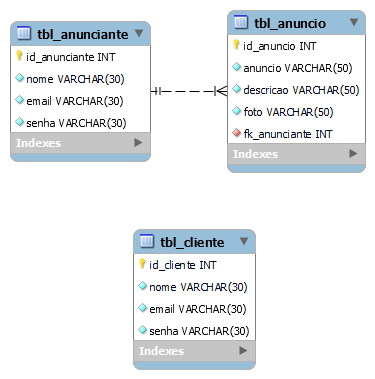 tbl_anunciante
id_anunciante INT
nome VARCHAR(30)
email VARCHAR(30)
senha VARCHAR(30)
Indexes
tbl_anuncio
id_anuncio INT
anuncio VARCHAR(50)
descricao VARCHAR(50)
foto VARCHAR(50)
fk_anunciante INT
Indexes
tbl_cliente
id_cliente INT
nome VARCHAR(30)
email VARCHAR(30)
senha VARCHAR(30)
Indexes